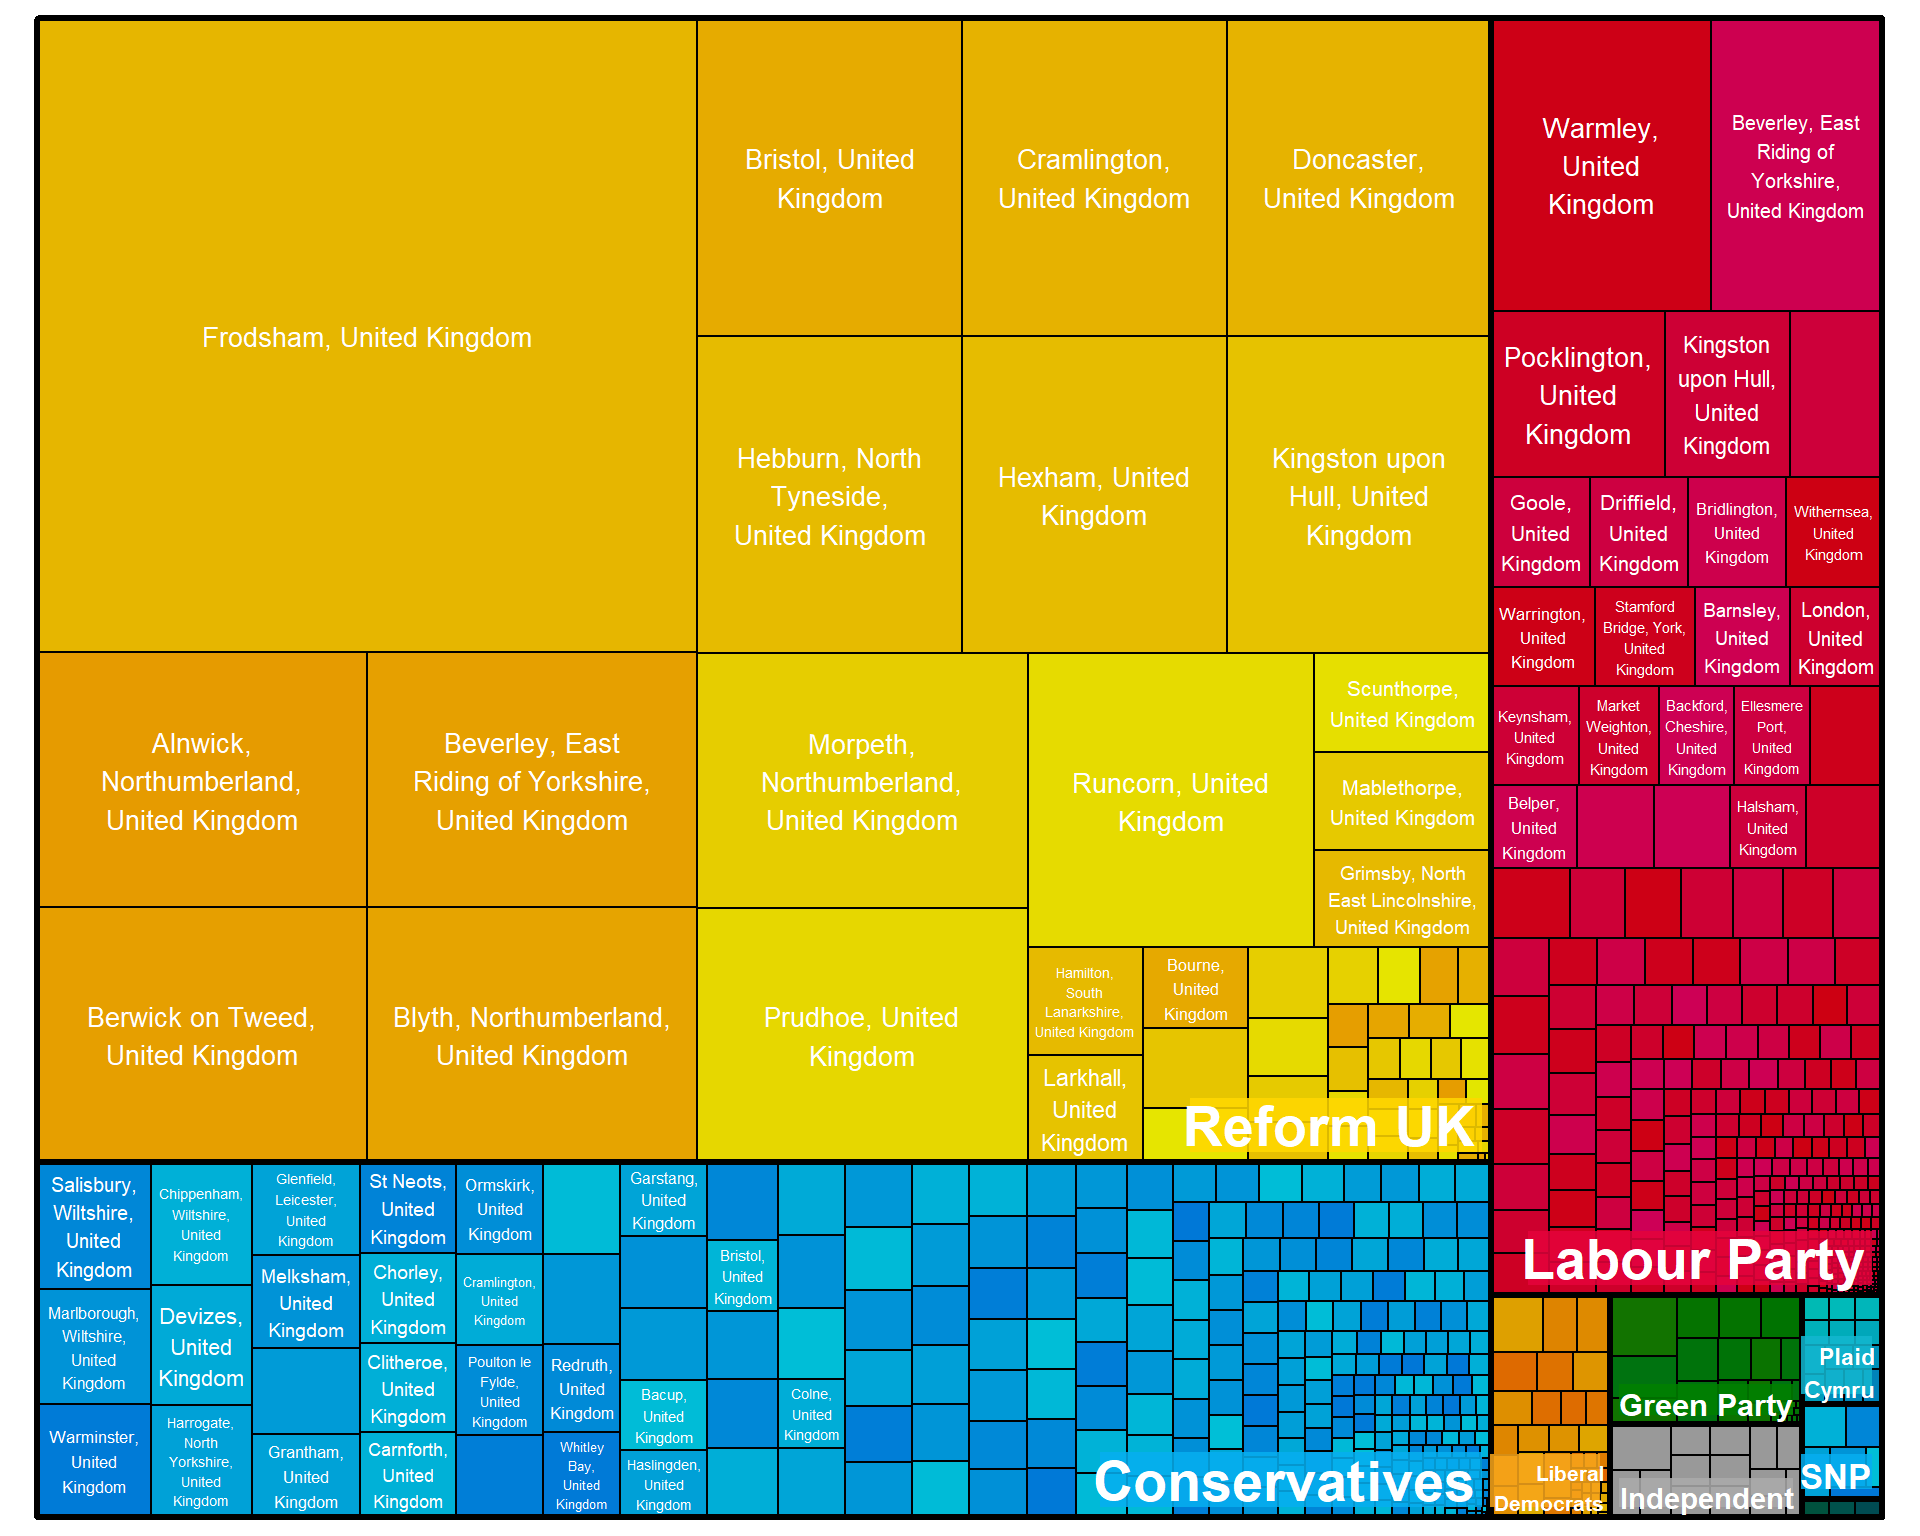 Frodsham, United Kingdom
Bristol, United
Kingdom
Cramlington,
United Kingdom
Doncaster,
United Kingdom
Hebburn, North
Tyneside,
United Kingdom
Hexham, United
Kingdom
Kingston upon
Hull, United
Kingdom
Alnwick,
Northumberland,
United Kingdom
Beverley, East
Riding of Yorkshire,
United Kingdom
Berwick on Tweed,
United Kingdom
Blyth, Northumberland,
United Kingdom
Morpeth,
Northumberland,
United Kingdom
Prudhoe, United
Kingdom
Runcorn, United
Kingdom
Scunthorpe,
United Kingdom
Mablethorpe,
United Kingdom
Grimsby, North
East Lincolnshire,
United Kingdom
Hamilton,
South
Lanarkshire,
United Kingdom
Larkhall,
United
Kingdom
Bourne,
United
Kingdom
Reform UK
Warmley,
United
Kingdom
Beverley, East
Riding of
Yorkshire,
United Kingdom
Pocklington,
United
Kingdom
Kingston
upon Hull,
United
Kingdom
Goole,
United
Kingdom
Driffield,
United
Kingdom
Bridlington,
United
Kingdom
Withernsea,
United
Kingdom
Warrington,
United
Kingdom
Stamford
Bridge, York,
United
Kingdom
Barnsley,
United
Kingdom
London,
United
Kingdom
Keynsham,
United
Kingdom
Market
Weighton,
United
Kingdom
Backford,
Cheshire,
United
Kingdom
Ellesmere
Port,
United
Kingdom
Belper,
United
Kingdom
Halsham,
United
Kingdom
Labour Party
Salisbury,
Wiltshire,
United
Kingdom
Marlborough,
Wiltshire,
United
Kingdom
Warminster,
United
Kingdom
Chippenham,
Wiltshire,
United
Kingdom
Devizes,
United
Kingdom
Harrogate,
North
Yorkshire,
United
Kingdom
Glenfield,
Leicester,
United
Kingdom
Melksham,
United
Kingdom
Grantham,
United
Kingdom
St Neots,
United
Kingdom
Chorley,
United
Kingdom
Clitheroe,
United
Kingdom
Carnforth,
United
Kingdom
Ormskirk,
United
Kingdom
Cramlington,
United
Kingdom
Poulton le
Fylde,
United
Kingdom
Redruth,
United
Kingdom
Whitley
Bay,
United
Kingdom
Garstang,
United
Kingdom
Bacup,
United
Kingdom
Haslingden,
United
Kingdom
Bristol,
United
Kingdom
Colne,
United
Kingdom
Conservatives
Liberal
Democrats
Green Party
Independent
Plaid
Cymru
SNP